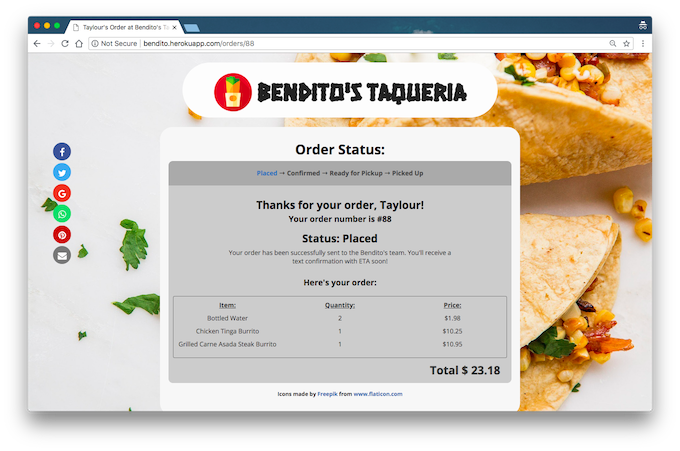 Taylour's Order at Bendito's Ta
Not Secure | bendito.herokuapp.com/orders/88
BENDITO'S TAQUERIA
Order Status:
Placed → Confirmed → Ready for Pickup → Picked Up
Thanks for your order, Taylour!
Your order number is #88
Status: Placed
Your order has been successfully sent to the Bendito's team. You'll receive a
text confirmation with ETA soon!
Here's your order:
Item: Quantity: Price:
Bottled Water 2 $1.98
Chicken Tinga Burrito 1 $10.25
Grilled Carne Asada Steak Burrito 1 $10.95
Total $ 23.18
Icons made by Freepik from www.flaticon.com